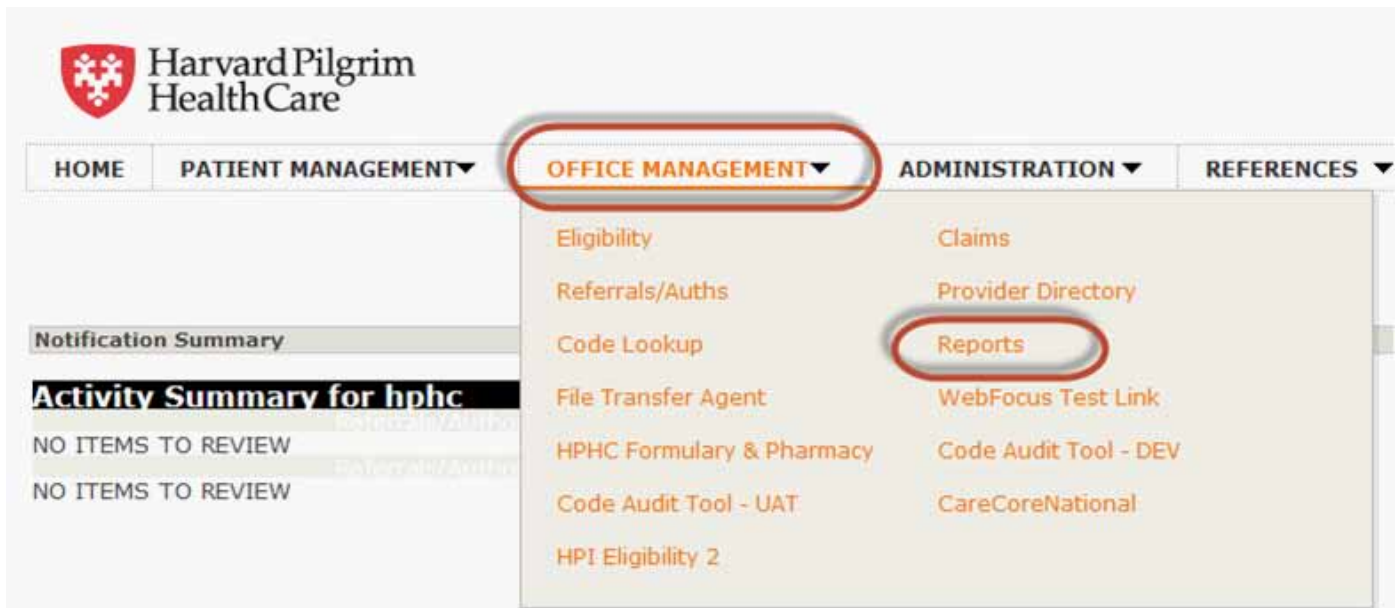 Harvard Pilgrim
HealthCare
HOME PATIENT MANAGEMENT OFFICE MANAGEMENT ADMINISTRATION REFERENCES
Eligibility Claims
Referrals/Auths Provider Directory
Notification Summary
Code Lookup Reports
Activity Summary for hphc
File Transfer Agent WebFocus Test Link
NO ITEMS TO REVIEW
HPHC Formulary & Pharmacy Code Audit Tool - DEV
NO ITEMS TO REVIEW
Code Audit Tool - UAT CareCoreNational
HPI Eligibility 2